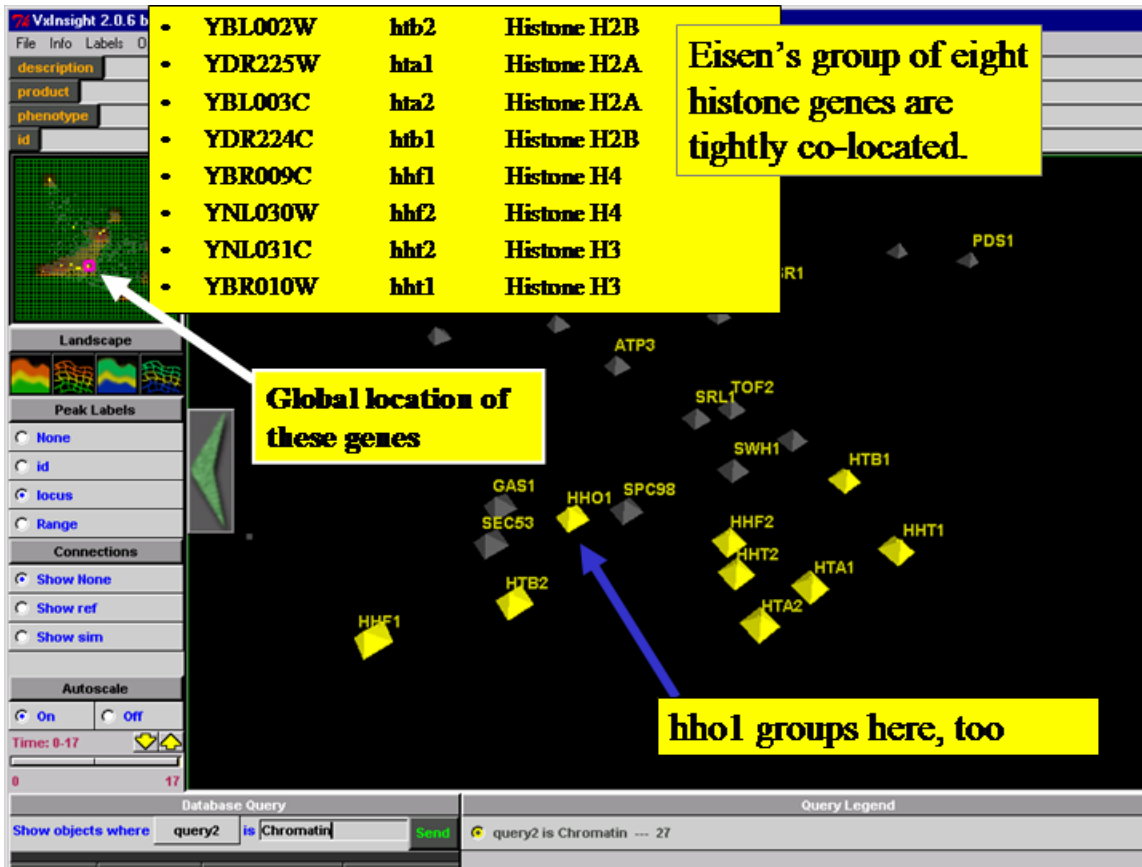 VxInsight 2.0.6 b
File Info Labels O
description
product
phenotype
id
• YBL002W htb2 Histone H2B
• YDR225W hta1 Histone H2A
• YBL003C hta2 Histone H2A
• YDR224C htb1 Histone H2B
• YBR009C hhf1 Histone H4
• YNL030W hhf2 Histone H4
• YNL031C hht2 Histone H3
• YBR010W hht1 Histone H3
Eisen's group of eight
histone genes are
tightly co-located.
Global location of
these genes
Landscape
Peak Labels
None
id
locus
Range
Connections
Show None
Show ref
Show sim
Autoscale
On Off
Time: 0-17
0 17
PDS1
SR1
ATP3
TOF2
SRL1
SWH1
HTB1
GAS1
HHO1
SPC98
SEC53
HHF2
HHT1
HHT2
HTA1
HTB2
HTA2
HHF1
hho1 groups here, too
Database Query
Show objects where query2 is Chromatin Send
Query Legend
query2 is Chromatin --- 27